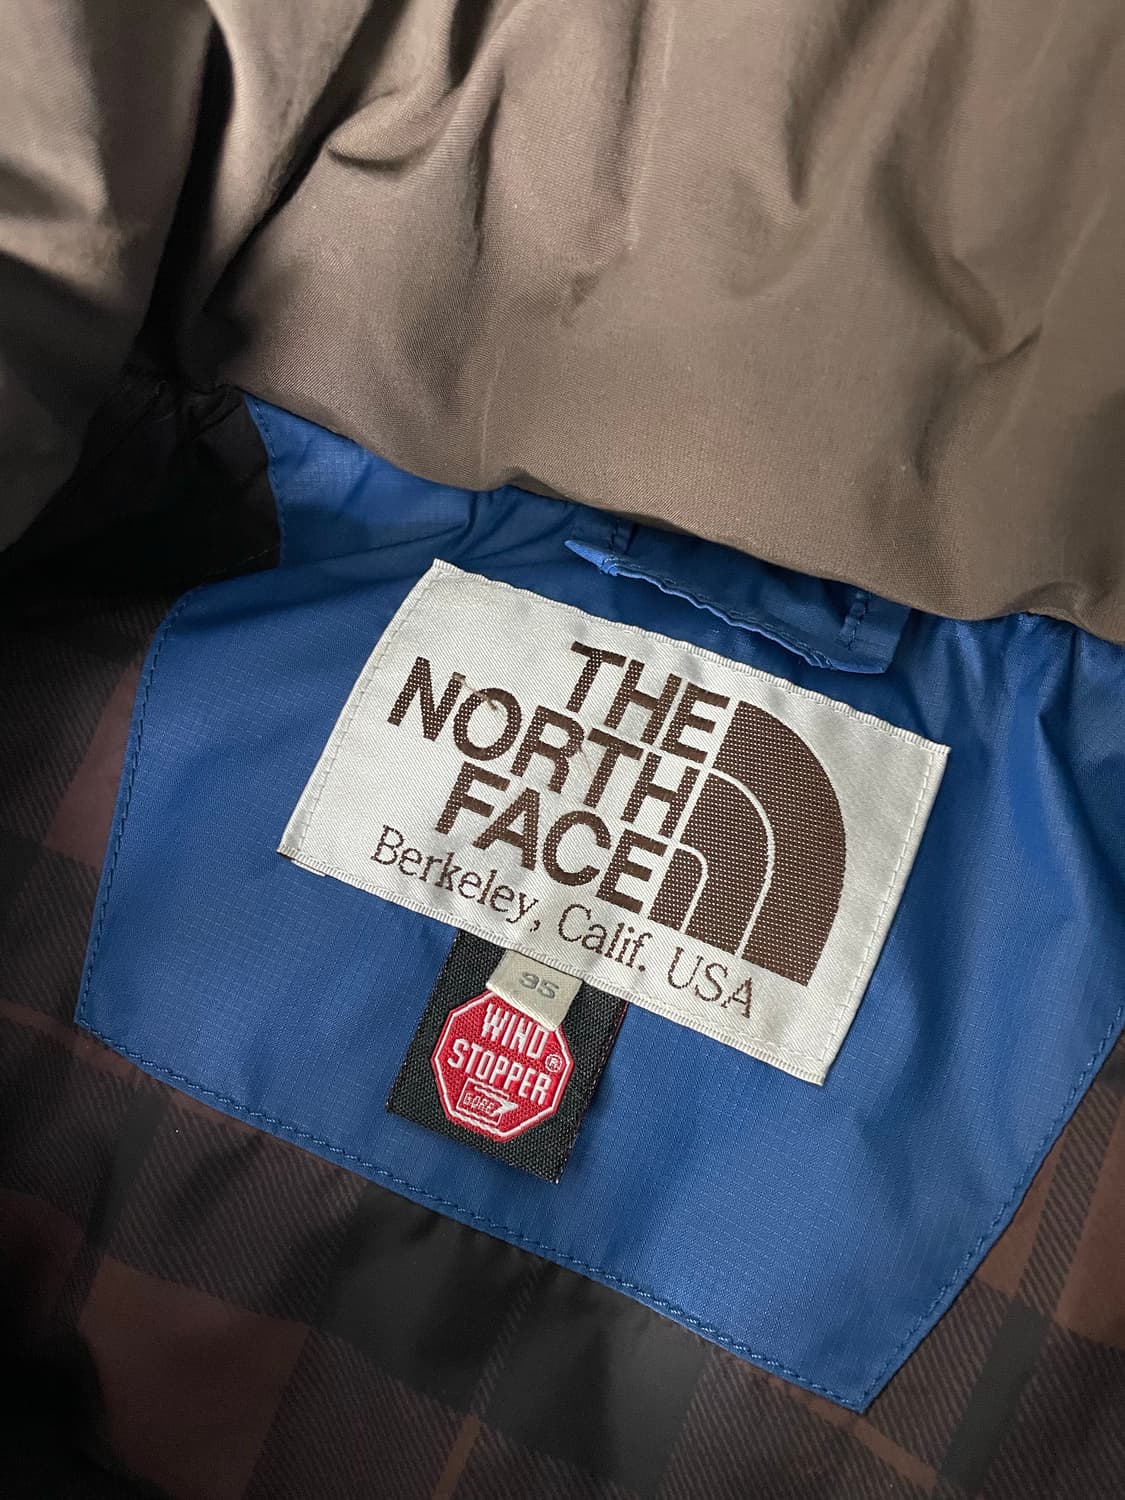 THE
NORTH
FACE
Berkeley, Calif. USA
95
WIND
STOPPER®
GORE